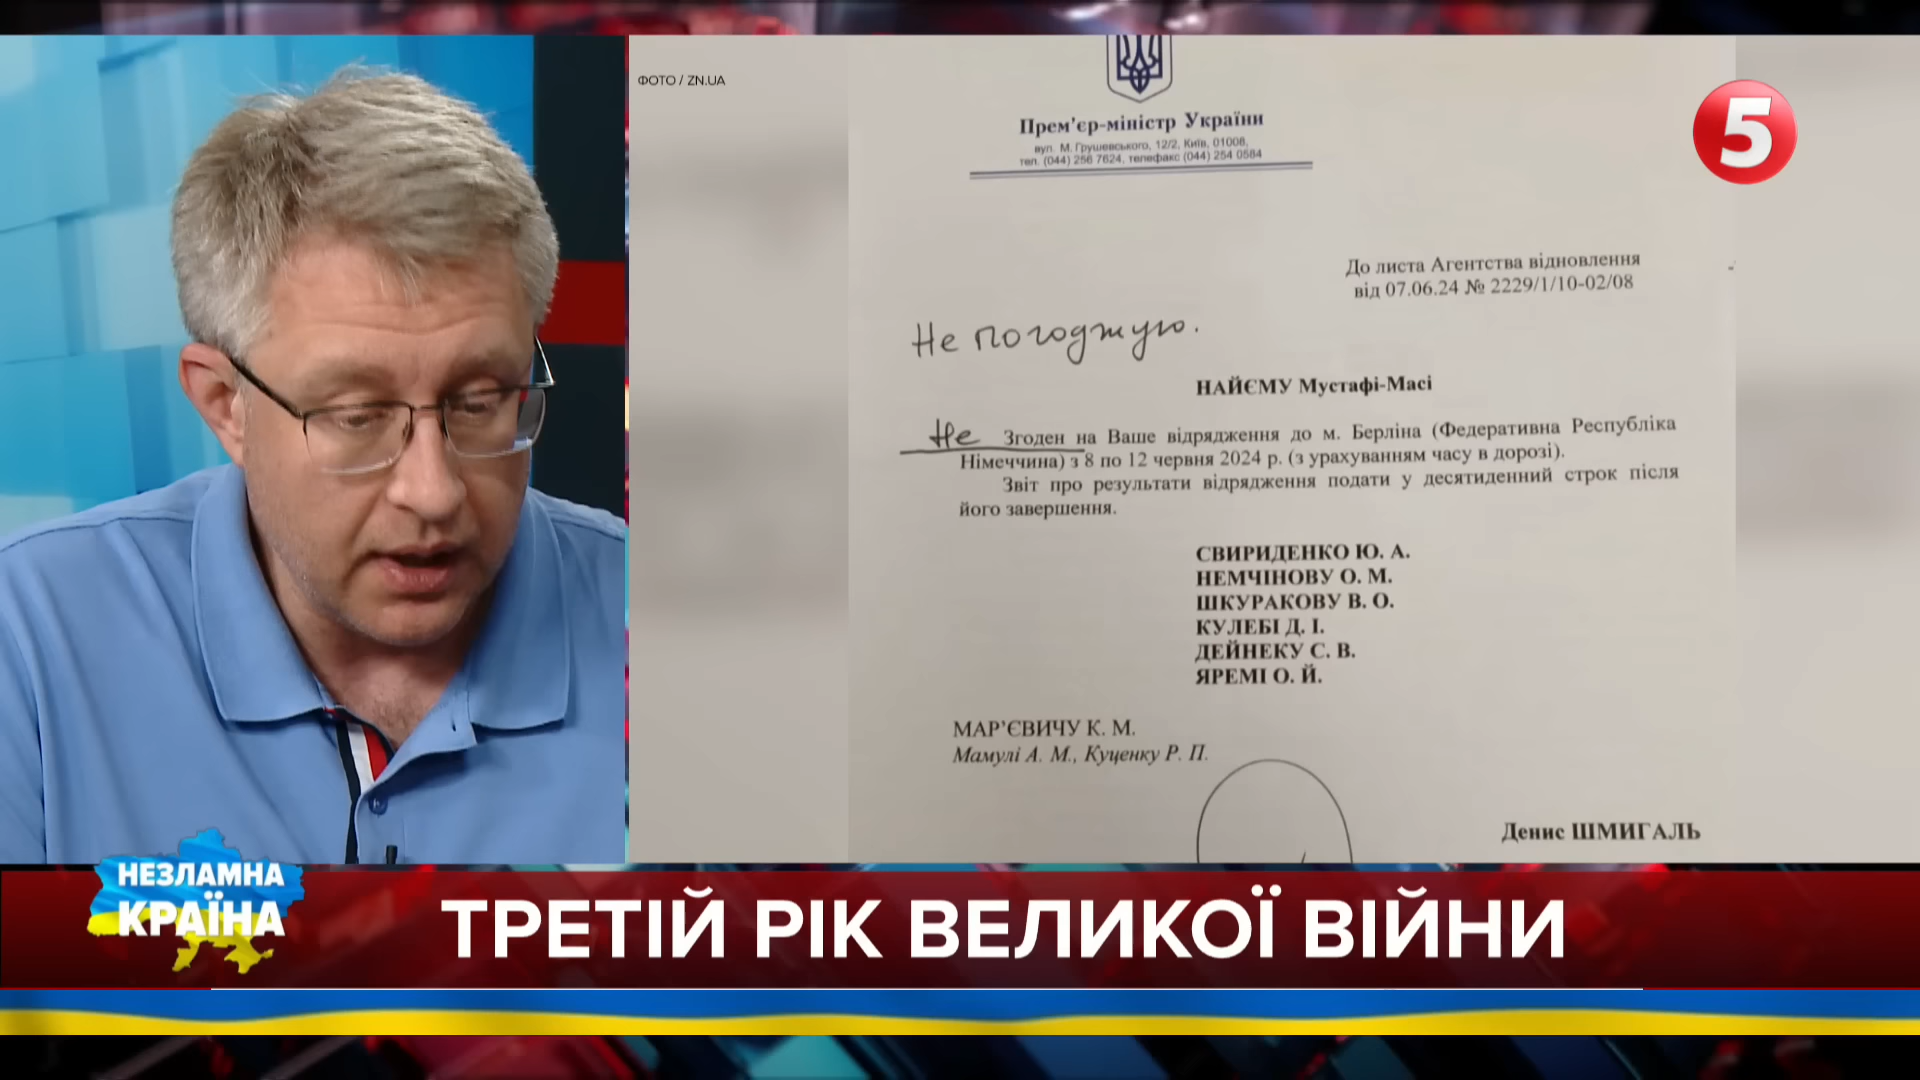 ФОТО / ZN.UA
5
Прем’єр-міністр України
вул. М. Грушевського, 12/2, Київ, 01008,
тел. (044) 256 7624, телефакс (044) 254 0584
До листа Агентства відновлення
від 07.06.24 № 2229/1/10-02/08
Не погоджую.
НАЙЄМУ Мустафі-Масі
Не Згоден на Ваше відрядження до м. Берліна (Федеративна Республіка
Німеччина) з 8 по 12 червня 2024 р. (з урахуванням часу в дорозі).
Звіт про результати відрядження подати у десятиденний строк після
його завершення.
СВИРИДЕНКО Ю. А.
НЕМЧІНОВУ О. М.
ШКУРАКОВУ В. О.
КУЛЕБІ Д. І.
ДЕЙНЕКУ С. В.
ЯРЕМІ О. Й.
МАР’ЄВИЧУ К. М.
Мамулі А. М., Куценку Р. П.
Денис ШМИГАЛЬ
НЕЗЛАМНА
КРАЇНА
ТРЕТІЙ РІК ВЕЛИКОЇ ВІЙНИ